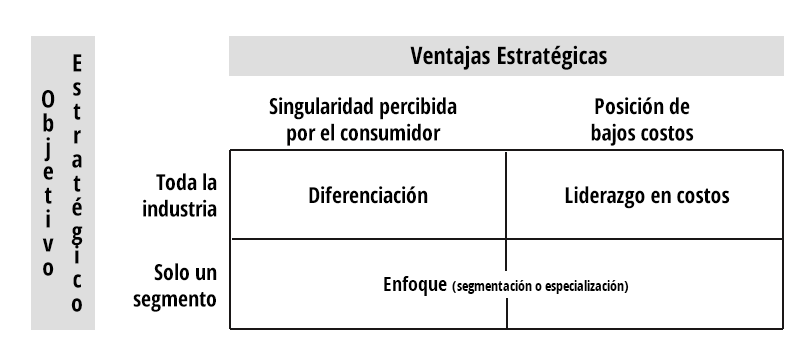 Ventajas Estratégicas
Objetivo
Estratégico
Singularidad percibida
por el consumidor
Posición de
bajos costos
Toda la
industria
Diferenciación
Liderazgo en costos
Solo un
segmento
Enfoque (segmentación o especialización)